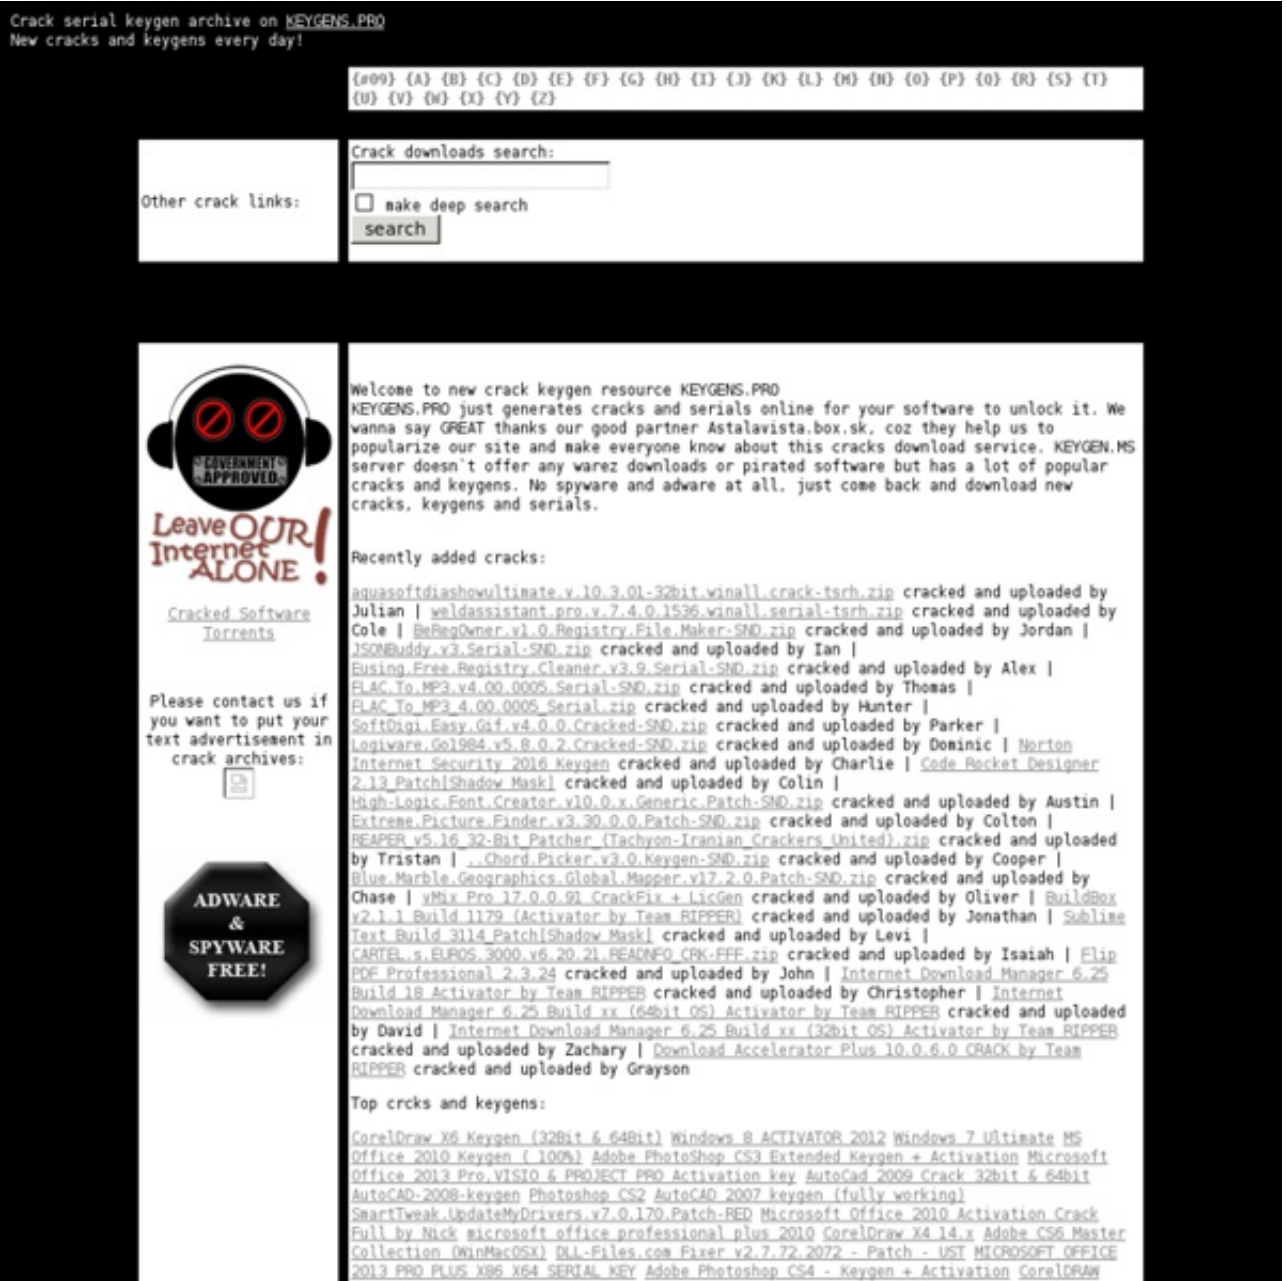 Crack serial keygen archive on KEYGENS.PRO
New cracks and keygens every day!
{#09} {A} {B} {C} {D} {E} {F} {G} {H} {I} {J} {K} {L} {M} {N} {O} {P} {Q} {R} {S} {T}
{U} {V} {W} {X} {Y} {Z}
Other crack links:
Crack downloads search:
make deep search
search
GOVERNMENT
APPROVED
Leave OUR
Internet
ALONE!
Cracked Software
Torrents
Please contact us if
you want to put your
text advertisement in
crack archives:
ADWARE
&
SPYWARE
FREE!
Welcome to new crack keygen resource KEYGENS.PRO
KEYGENS.PRO just generates cracks and serials online for your software to unlock it. We
wanna say GREAT thanks our good partner Astalavista.box.sk, coz they help us to
popularize our site and make everyone know about this cracks download service. KEYGEN.MS
server doesn`t offer any warez downloads or pirated software but has a lot of popular
cracks and keygens. No spyware and adware at all, just come back and download new
cracks, keygens and serials.
Recently added cracks:
aquasoftdiashowultimate.v.10.3.01-32bit.winall.crack-tsrh.zip cracked and uploaded by
Julian | weldassistant.pro.v.7.4.0.1536.winall.serial-tsrh.zip cracked and uploaded by
Cole | BeRegOwner.v1.0.Registry.File.Maker-SND.zip cracked and uploaded by Jordan |
JSONBuddy.v3.Serial-SND.zip cracked and uploaded by Ian |
Eusing.Free.Registry.Cleaner.v3.9.Serial-SND.zip cracked and uploaded by Alex |
FLAC.To.MP3.v4.00.0005.Serial-SND.zip cracked and uploaded by Thomas |
FLAC_To_MP3_4.00.0005_Serial.zip cracked and uploaded by Hunter |
SoftDigi.Easy.Gif.v4.0.0.Cracked-SND.zip cracked and uploaded by Parker |
Logiware.Go1984.v5.8.0.2.Cracked-SND.zip cracked and uploaded by Dominic | Norton
Internet Security 2016 Keygen cracked and uploaded by Charlie | Code Rocket Designer
2.13_Patch[Shadow Mask] cracked and uploaded by Colin |
High-Logic.Font.Creator.v10.0.x.Generic.Patch-SND.zip cracked and uploaded by Austin |
Extreme.Picture.Finder.v3.30.0.0.Patch-SND.zip cracked and uploaded by Colton |
REAPER_v5.16_32-Bit_Patcher_(Tachyon-Iranian_Crackers_United).zip cracked and uploaded
by Tristan | ..Chord.Picker.v3.0.Keygen-SND.zip cracked and uploaded by Cooper |
Blue.Marble.Geographics.Global.Mapper.v17.2.0.Patch-SND.zip cracked and uploaded by
Chase | vMix Pro 17.0.0.91 CrackFix + LicGen cracked and uploaded by Oliver | BuildBox
v2.1.1 Build 1179 (Activator by Team RIPPER) cracked and uploaded by Jonathan | Sublime
Text Build 3114_Patch[Shadow Mask] cracked and uploaded by Levi |
CARTEL.s.EUROS.3000.v6.20.21.READNFO_CRK-FFF.zip cracked and uploaded by Isaiah | Flip
PDF Professional 2.3.24 cracked and uploaded by John | Internet Download Manager 6.25
Build 18 Activator by Team RIPPER cracked and uploaded by Christopher | Internet
Download Manager 6.25 Build xx (64bit OS) Activator by Team RIPPER cracked and uploaded
by David | Internet Download Manager 6.25 Build xx (32bit OS) Activator by Team RIPPER
cracked and uploaded by Zachary | Download Accelerator Plus 10.0.6.0 CRACK by Team
RIPPER cracked and uploaded by Grayson
Top crcks and keygens:
CorelDraw X6 Keygen (32Bit & 64Bit) Windows 8 ACTIVATOR 2012 Windows 7 Ultimate MS
Office 2010 Keygen ( 100%) Adobe PhotoShop CS3 Extended Keygen + Activation Microsoft
Office 2013 Pro,VISIO & PROJECT PRO Activation key AutoCad 2009 Crack 32bit & 64bit
AutoCAD-2008-keygen Photoshop CS2 AutoCAD 2007 keygen (fully working)
SmartTweak.UpdateMyDrivers.v7.0.170.Patch-RED Microsoft Office 2010 Activation Crack
Full by Nick microsoft office professional plus 2010 CorelDraw X4 14.x Adobe CS6 Master
Collection (WinMacOSX) DLL-Files.com Fixer v2.7.72.2072 - Patch - UST MICROSOFT OFFICE
2013 PRO PLUS X86 X64 SERIAL KEY Adobe Photoshop CS4 - Keygen + Activation CorelDRAW